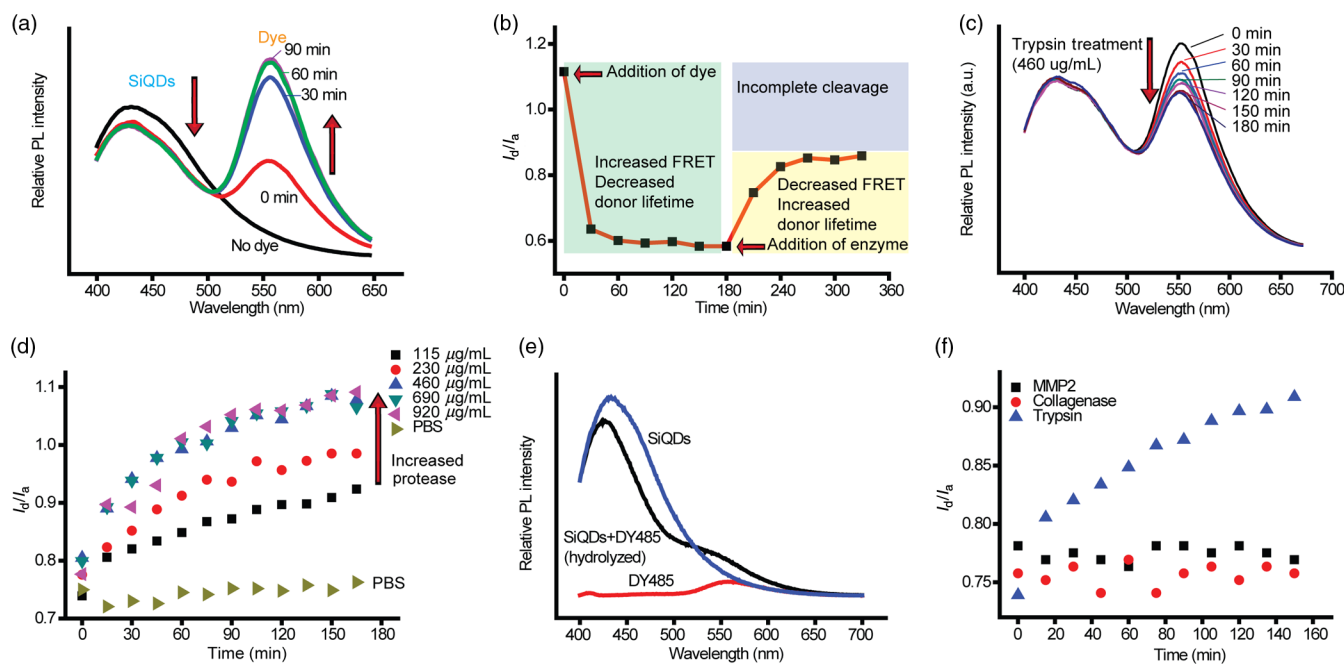 (a)
Dye
90 min
SiQDs
60 min
30 min
0 min
No dye
Relative PL intensity
400 450 500 550 600 650
Wavelength (nm)
(b)
1.2
1.0
0.8
0.6
Id/Ia
Addition of dye
Incomplete cleavage
Increased FRET
Decreased
donor lifetime
Decreased FRET
Increased
donor lifetime
Addition of enzyme
0 60 120 180 240 300 360
Time (min)
(c)
Trypsin treatment
(460 ug/mL)
0 min
30 min
60 min
90 min
120 min
150 min
180 min
Relative PL intensity (a.u.)
400 450 500 550 600 650 700
Wavelength (nm)
(d)
115 μg/mL
230 μg/mL
460 μg/mL
690 μg/mL
920 μg/mL
PBS
1.1
1.0
0.9
0.8
0.7
Id/Ia
Increased
protease
PBS
0 30 60 90 120 150 180
Time (min)
(e)
SiQDs
SiQDs+DY485
(hydrolyzed)
DY485
Relative PL intensity
400 450 500 550 600 650 700
Wavelength (nm)
(f)
MMP2
Collagenase
Trypsin
0.90
0.85
0.80
0.75
Id/Ia
0 20 40 60 80 100 120 140 160
Time (min)